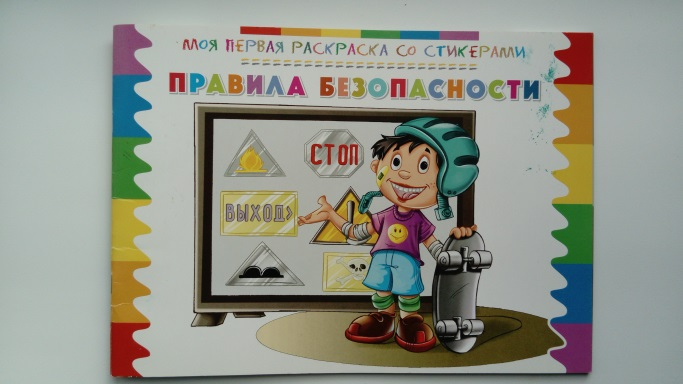 МОЯ ПЕРВАЯ РАСКРАСКА СО СТИКЕРАМИ
ПРАВИЛА БЕЗОПАСНОСТИ
СТОП
ВЫХОД>